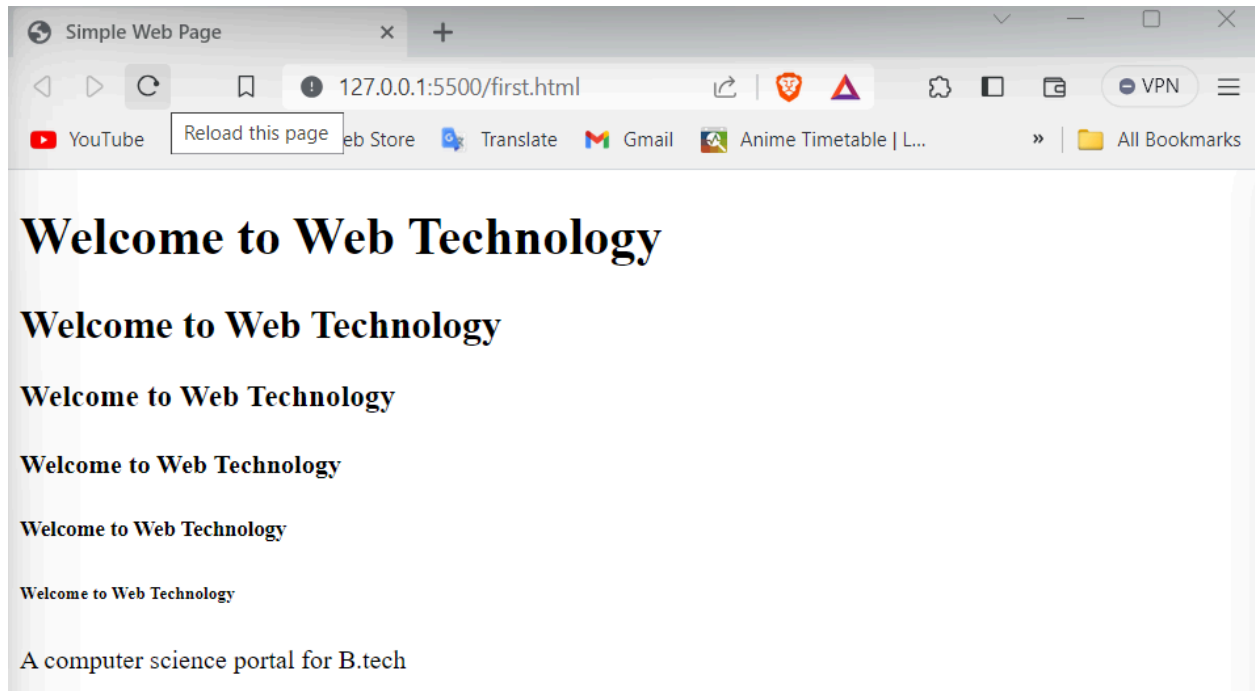 Simple Web Page
127.0.0.1:5500/first.html VPN
YouTube Reload this page eb Store Translate Gmail Anime Timetable | L... » All Bookmarks
Welcome to Web Technology
Welcome to Web Technology
Welcome to Web Technology
Welcome to Web Technology
Welcome to Web Technology
Welcome to Web Technology
A computer science portal for B.tech